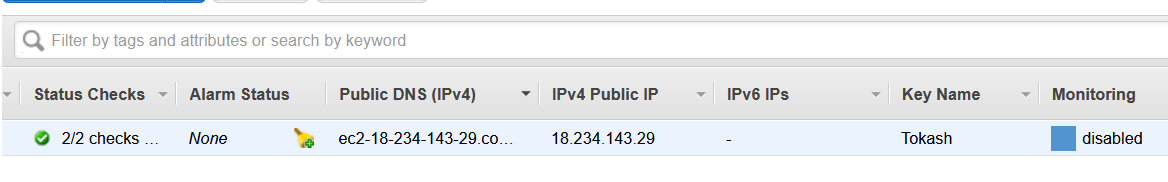 Filter by tags and attributes or search by keyword
Status Checks Alarm Status Public DNS (IPv4) IPv4 Public IP IPv6 IPs Key Name Monitoring
2/2 checks ... None ec2-18-234-143-29.co... 18.234.143.29 - Tokash disabled